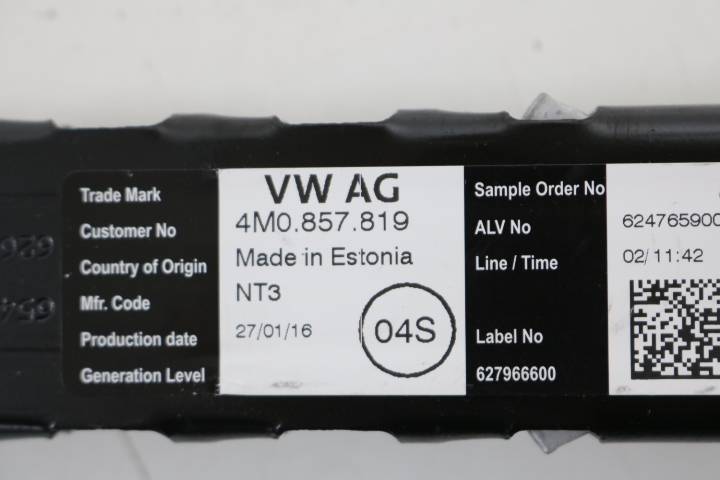 Trade Mark VW AG Sample Order No
Customer No 4M0.857.819 ALV No 624765900
Country of Origin Made in Estonia Line / Time 02/ 11:42
Mfr. Code NT3
Production date 27/01/16 04S Label No
Generation Level 627966600